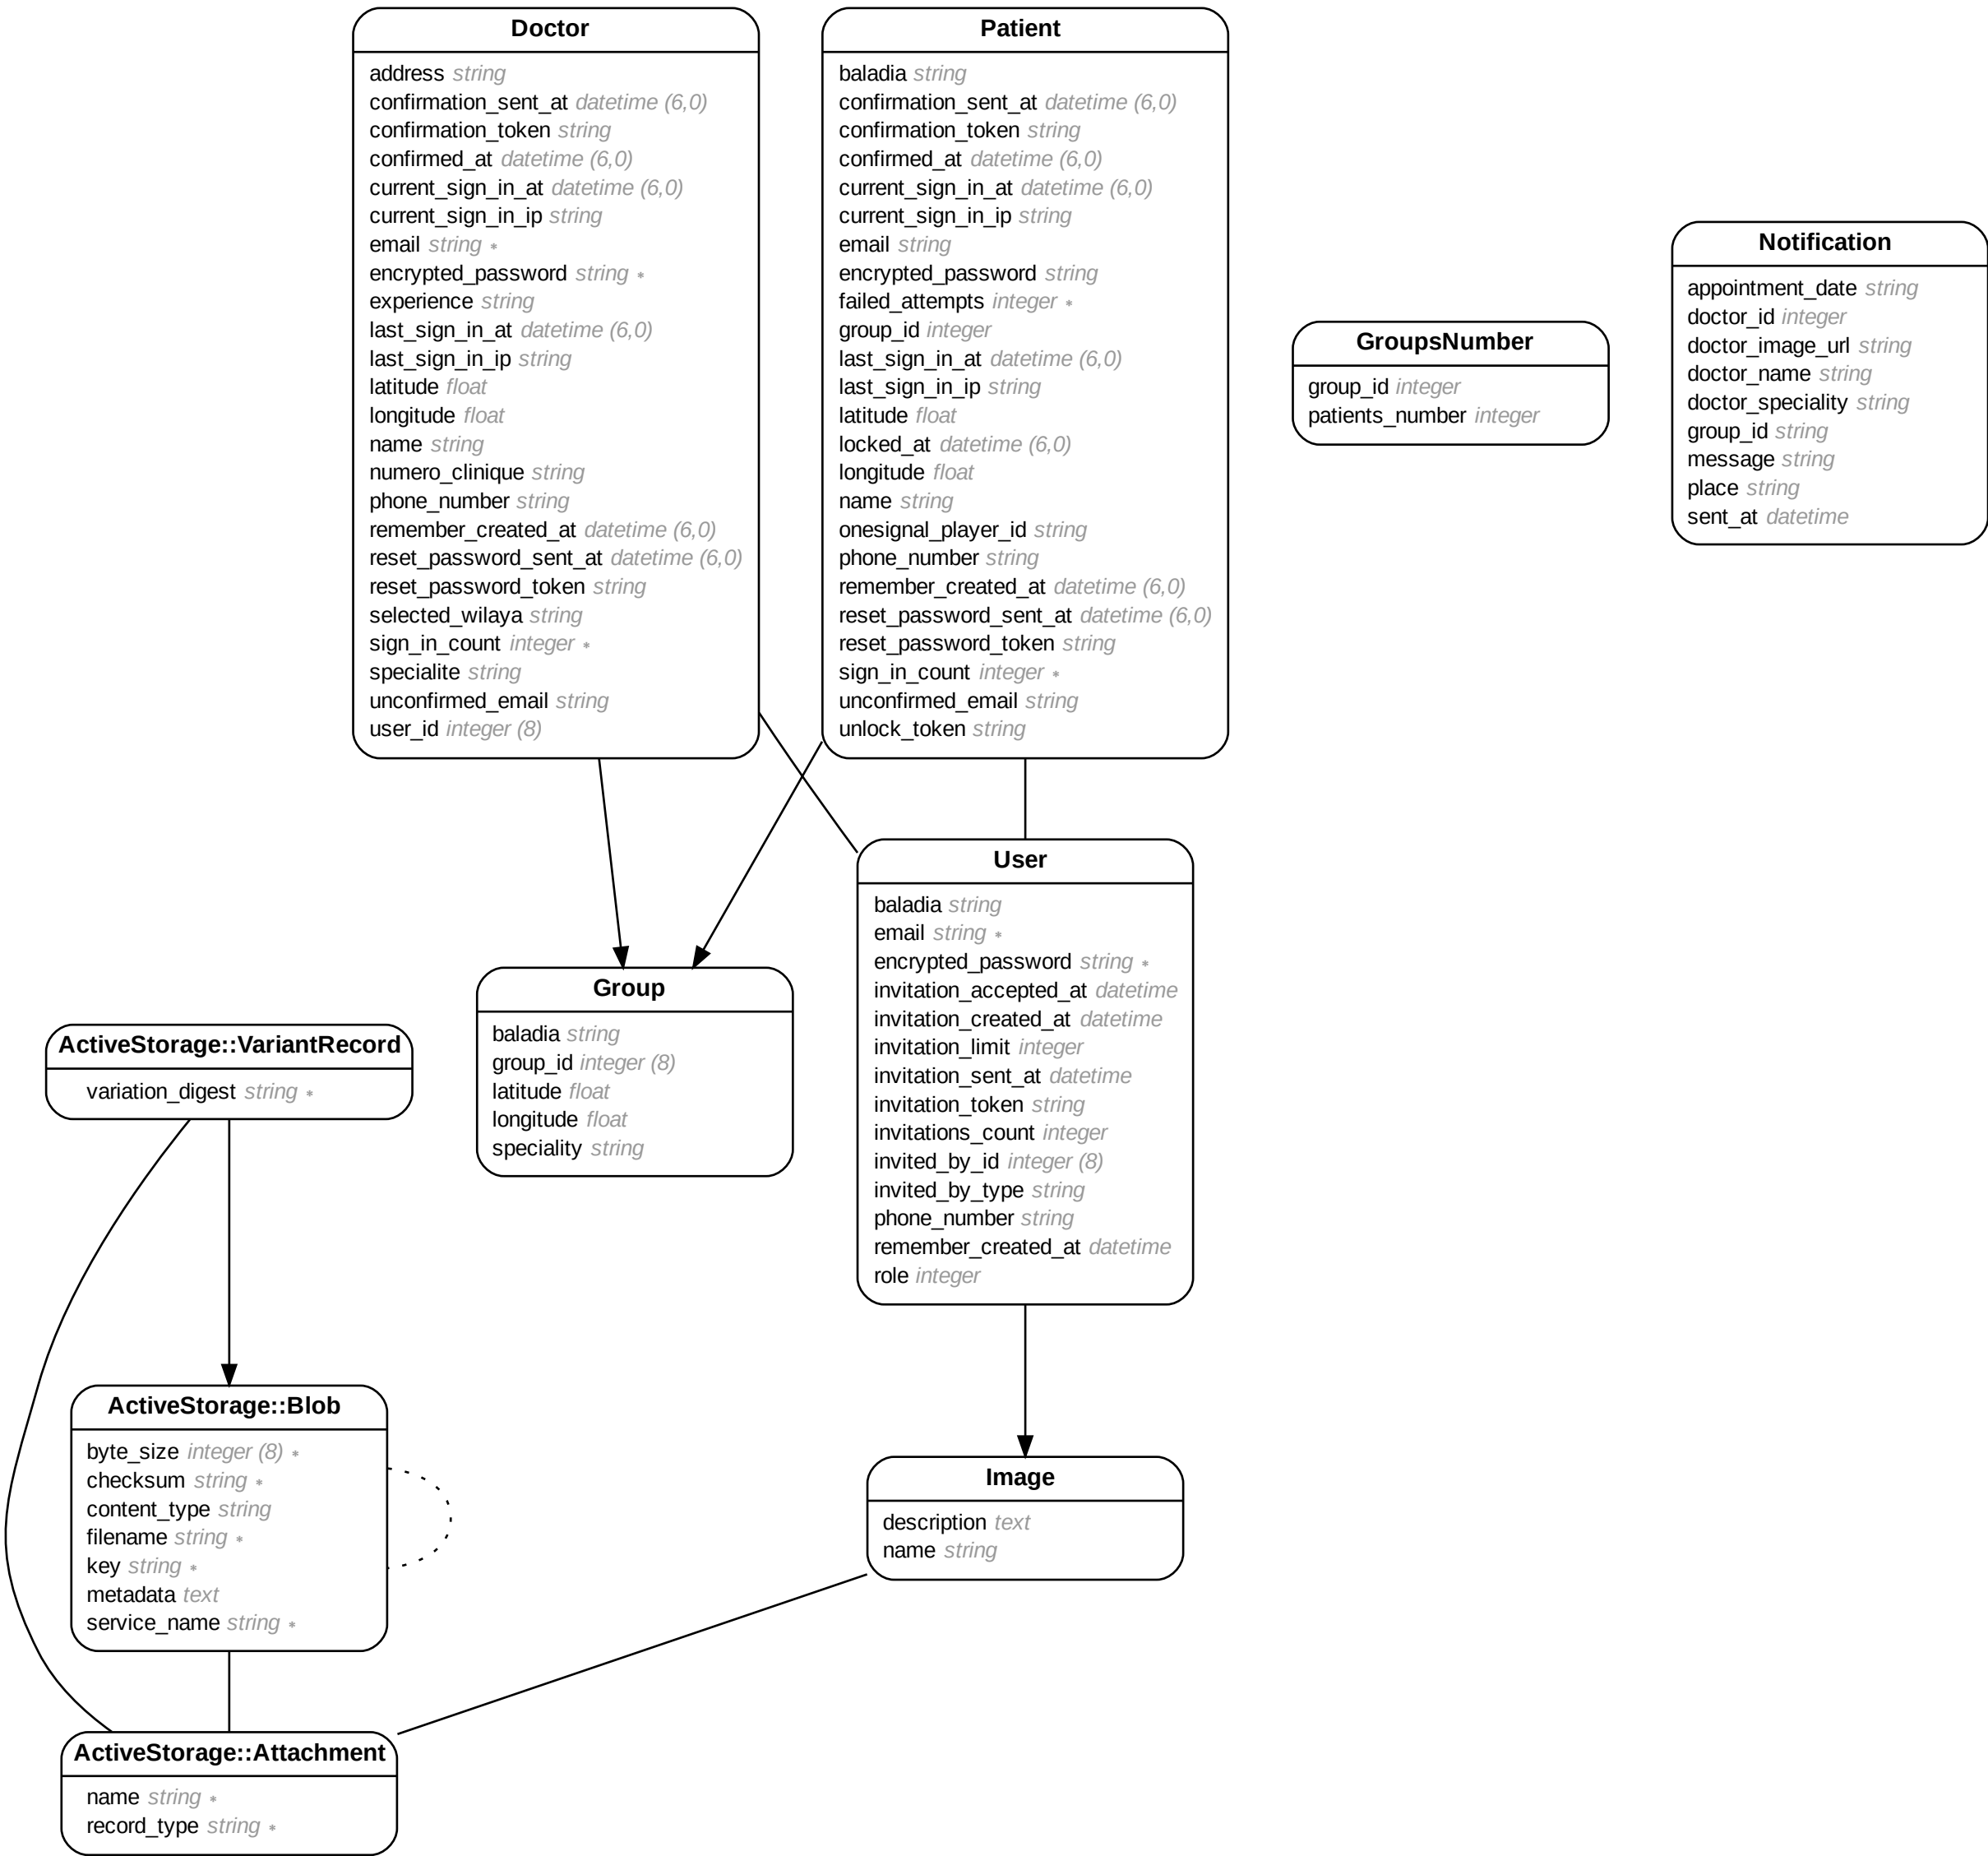 Doctor
address string
confirmation_sent_at datetime (6,0)
confirmation_token string
confirmed_at datetime (6,0)
current_sign_in_at datetime (6,0)
current_sign_in_ip string
email string *
encrypted_password string *
experience string
last_sign_in_at datetime (6,0)
last_sign_in_ip string
latitude float
longitude float
name string
numero_clinique string
phone_number string
remember_created_at datetime (6,0)
reset_password_sent_at datetime (6,0)
reset_password_token string
selected_wilaya string
sign_in_count integer *
specialite string
unconfirmed_email string
user_id integer (8)
Patient
baladia string
confirmation_sent_at datetime (6,0)
confirmation_token string
confirmed_at datetime (6,0)
current_sign_in_at datetime (6,0)
current_sign_in_ip string
email string
encrypted_password string
failed_attempts integer *
group_id integer
last_sign_in_at datetime (6,0)
last_sign_in_ip string
latitude float
locked_at datetime (6,0)
longitude float
name string
onesignal_player_id string
phone_number string
remember_created_at datetime (6,0)
reset_password_sent_at datetime (6,0)
reset_password_token string
sign_in_count integer *
unconfirmed_email string
unlock_token string
GroupsNumber
group_id integer
patients_number integer
Notification
appointment_date string
doctor_id integer
doctor_image_url string
doctor_name string
doctor_speciality string
group_id string
message string
place string
sent_at datetime
User
baladia string
email string *
encrypted_password string *
invitation_accepted_at datetime
invitation_created_at datetime
invitation_limit integer
invitation_sent_at datetime
invitation_token string
invitations_count integer
invited_by_id integer (8)
invited_by_type string
phone_number string
remember_created_at datetime
role integer
Group
baladia string
group_id integer (8)
latitude float
longitude float
speciality string
ActiveStorage::VariantRecord
variation_digest string *
ActiveStorage::Blob
byte_size integer (8) *
checksum string *
content_type string
filename string *
key string *
metadata text
service_name string *
Image
description text
name string
ActiveStorage::Attachment
name string *
record_type string *